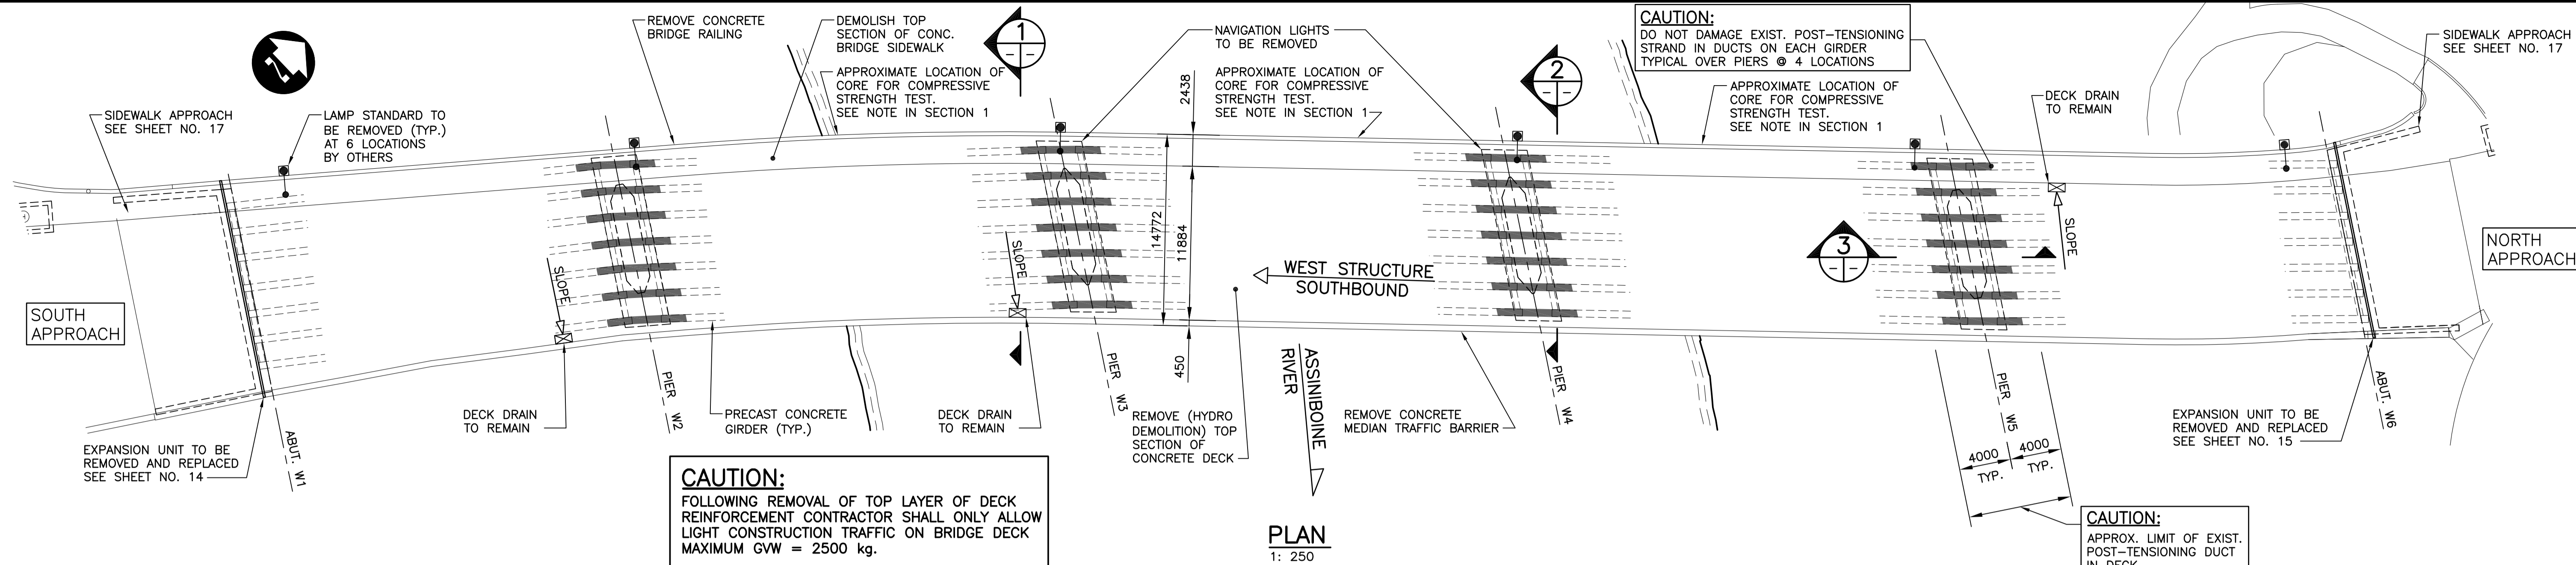 REMOVE CONCRETE
BRIDGE RAILING
DEMOLISH TOP
SECTION OF CONC.
BRIDGE SIDEWALK
1
NAVIGATION LIGHTS
TO BE REMOVED
2
CAUTION:
DO NOT DAMAGE EXIST. POST-TENSIONING
STRAND IN DUCTS ON EACH GIRDER
TYPICAL OVER PIERS @ 4 LOCATIONS
SIDEWALK APPROACH
SEE SHEET NO. 17
SIDEWALK APPROACH
SEE SHEET NO. 17
LAMP STANDARD TO
BE REMOVED (TYP.)
AT 6 LOCATIONS
BY OTHERS
APPROXIMATE LOCATION OF
CORE FOR COMPRESSIVE
STRENGTH TEST.
SEE NOTE IN SECTION 1
2438
APPROXIMATE LOCATION OF
CORE FOR COMPRESSIVE
STRENGTH TEST.
SEE NOTE IN SECTION 1
APPROXIMATE LOCATION OF
CORE FOR COMPRESSIVE
STRENGTH TEST.
SEE NOTE IN SECTION 1
DECK DRAIN
TO REMAIN
14772
11884
SLOPE
SLOPE
SLOPE
3
WEST STRUCTURE
SOUTHBOUND
SOUTH
APPROACH
NORTH
APPROACH
450
ASSINIBOINE
RIVER
ABUT. W1
PIER W2
PIER W3
PIER W4
PIER W5
ABUT. W6
EXPANSION UNIT TO BE
REMOVED AND REPLACED
SEE SHEET NO. 14
DECK DRAIN
TO REMAIN
PRECAST CONCRETE
GIRDER (TYP.)
DECK DRAIN
TO REMAIN
REMOVE (HYDRO
DEMOLITION) TOP
SECTION OF
CONCRETE DECK
REMOVE CONCRETE
MEDIAN TRAFFIC BARRIER
EXPANSION UNIT TO BE
REMOVED AND REPLACED
SEE SHEET NO. 15
4000
TYP.
4000
TYP.
CAUTION:
FOLLOWING REMOVAL OF TOP LAYER OF DECK
REINFORCEMENT CONTRACTOR SHALL ONLY ALLOW
LIGHT CONSTRUCTION TRAFFIC ON BRIDGE DECK
MAXIMUM GVW = 2500 kg.
PLAN
1: 250
CAUTION:
APPROX. LIMIT OF EXIST.
POST-TENSIONING DUCT
IN DECK